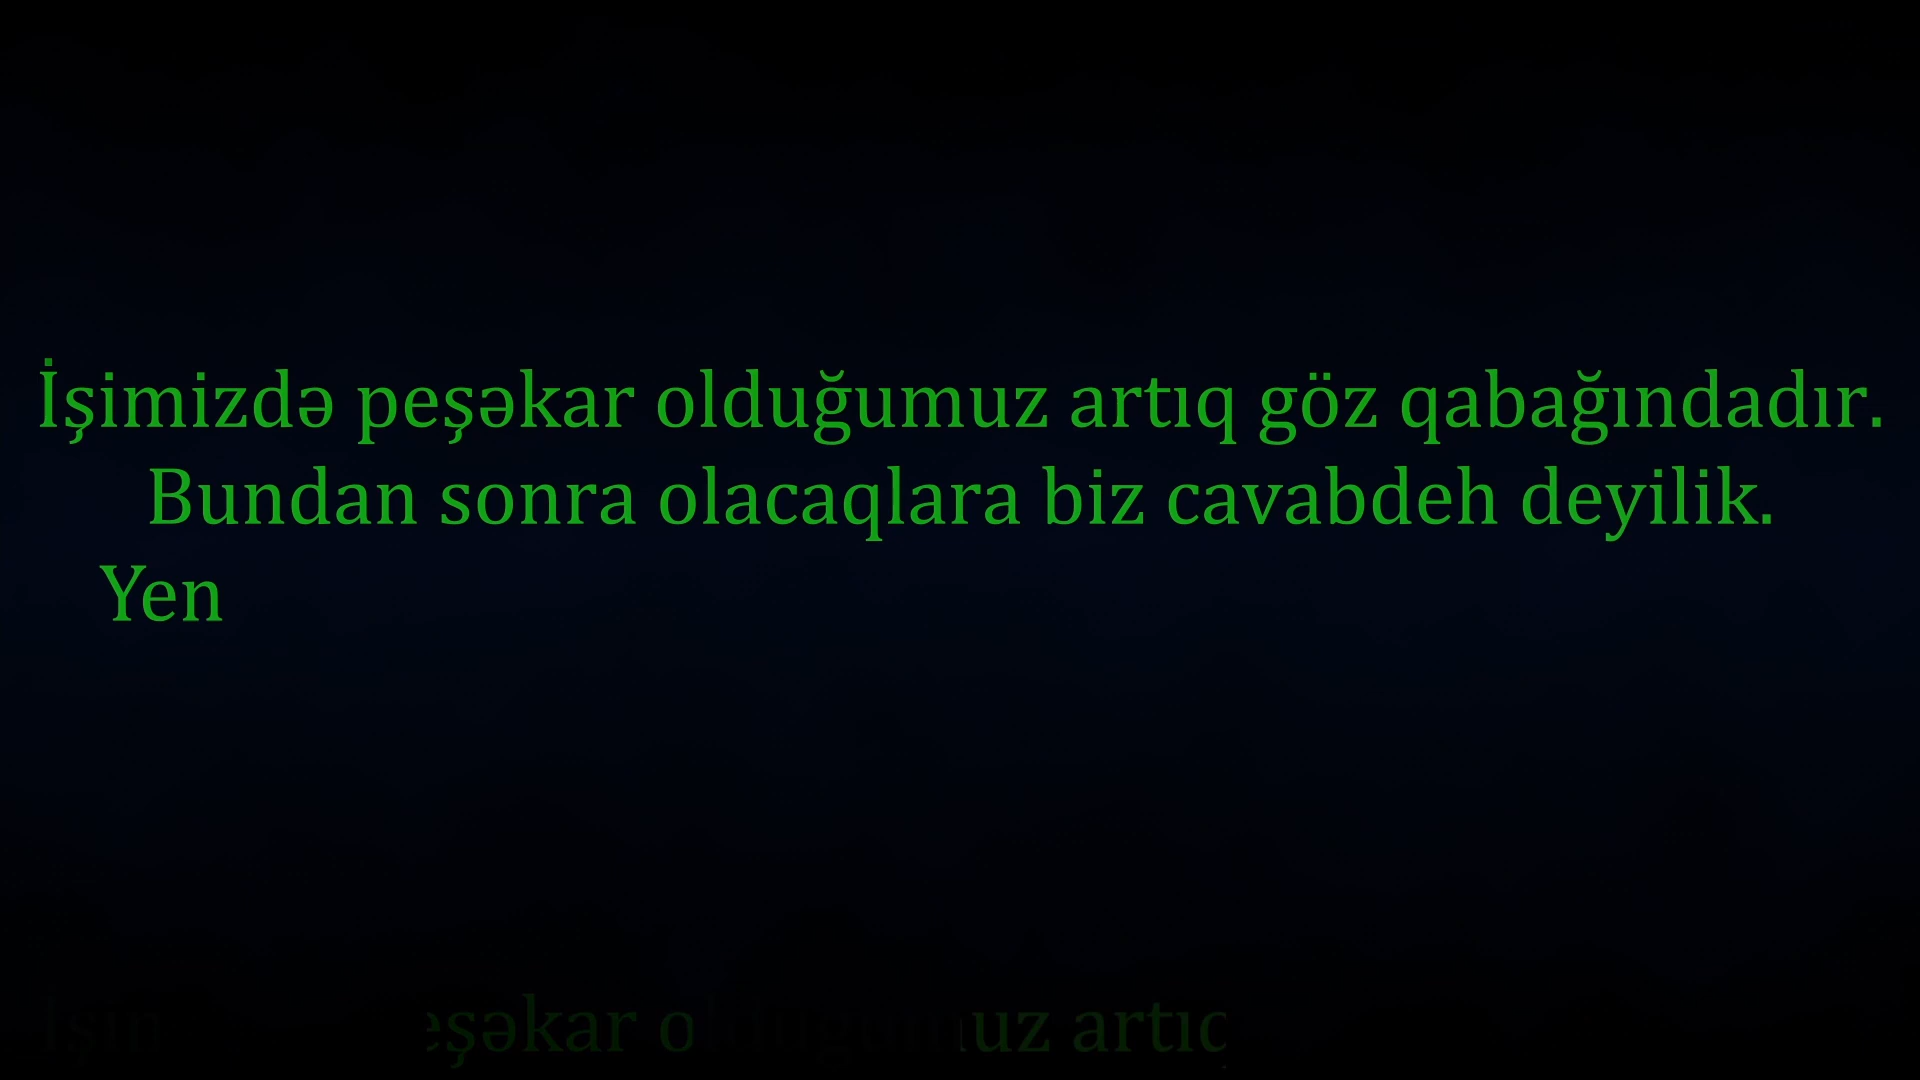 İşimizdə peşəkar olduğumuz artıq göz qabağındadır.
Bundan sonra olacaqlara biz cavabdeh deyilik.
Yen